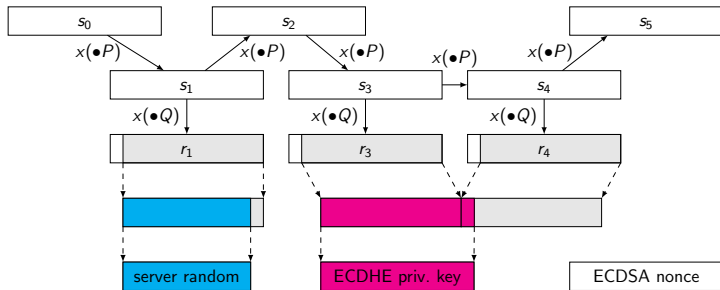 s₀ s₂ s₅
x(•P) x(•P) x(•P) x(•P) x(•P)
s₁ s₃ s₄
x(•Q) x(•Q) x(•Q)
r₁ r₃ r₄
server random ECDHE priv. key ECDSA nonce